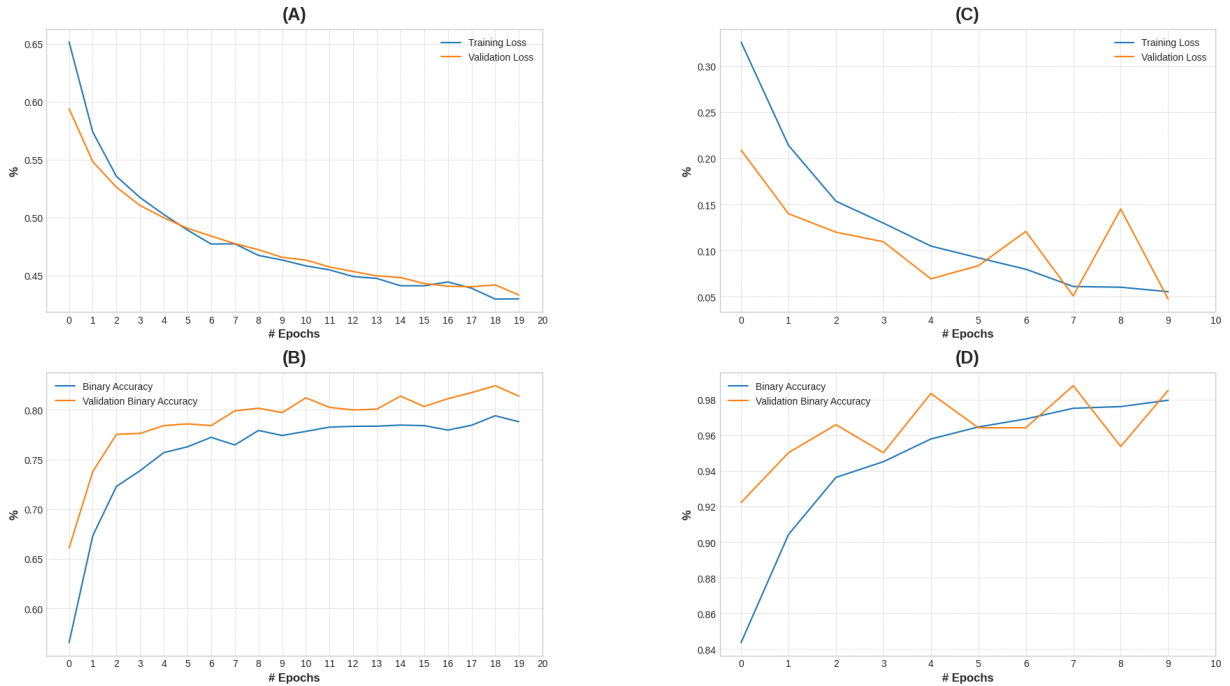 (A)
0.65
0.60
0.55
0.50
0.45
%
Training Loss
Validation Loss
0 1 2 3 4 5 6 7 8 9 10 11 12 13 14 15 16 17 18 19 20
# Epochs
(B)
0.80
0.75
0.70
0.65
0.60
%
Binary Accuracy
Validation Binary Accuracy
0 1 2 3 4 5 6 7 8 9 10 11 12 13 14 15 16 17 18 19 20
# Epochs
(C)
0.30
0.25
0.20
0.15
0.10
0.05
%
Training Loss
Validation Loss
0 1 2 3 4 5 6 7 8 9 10
# Epochs
(D)
0.98
0.96
0.94
0.92
0.90
0.88
0.86
0.84
%
Binary Accuracy
Validation Binary Accuracy
0 1 2 3 4 5 6 7 8 9 10
# Epochs